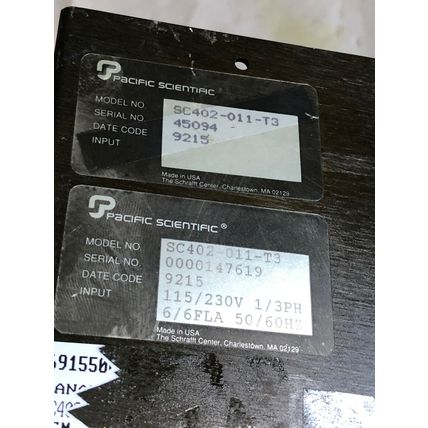 PACIFIC SCIENTIFIC
MODEL NO. SC402-011-T3
SERIAL NO. 45094 -
DATE CODE 9215
INPUT
Made in USA
The Schrafft Center, Charlestown, MA 02129
PACIFIC SCIENTIFIC®
MODEL NO. SC402-011-T3
SERIAL NO. 0000147619
DATE CODE 9215
INPUT 115/230V 1/3PH
6/6FLA 50/60HZ
Made in USA
The Schrafft Center, Charlestown, MA 02129
691550